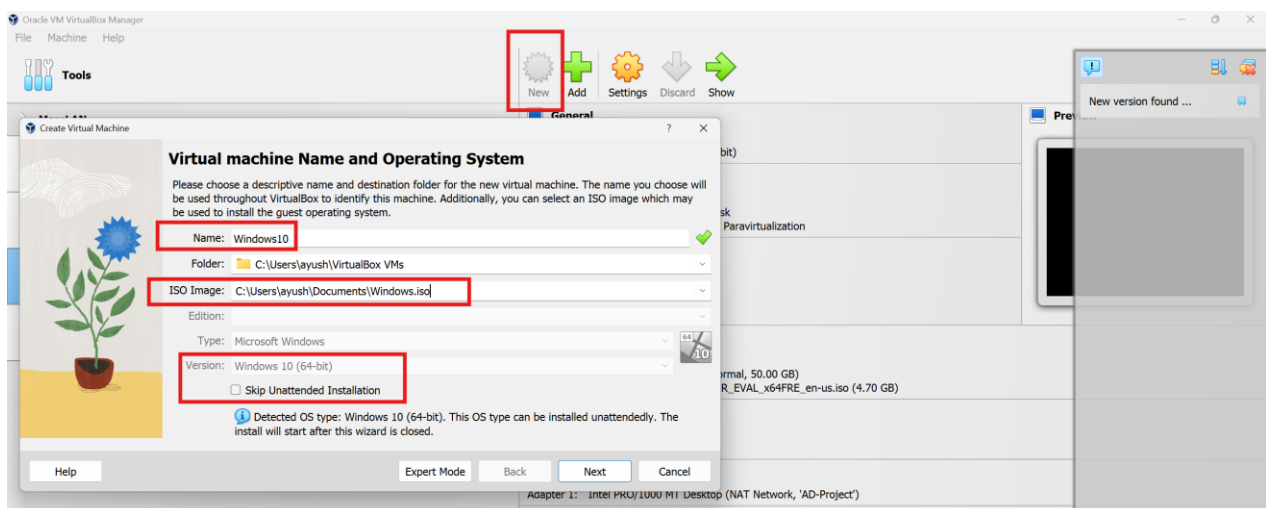 Oracle VM VirtualBox Manager
File Machine Help
Tools
New Add Settings Discard Show
New version found ...
General
Create Virtual Machine
? 
bit)
Virtual machine Name and Operating System
Please choose a descriptive name and destination folder for the new virtual machine. The name you choose will
be used throughout VirtualBox to identify this machine. Additionally, you can select an ISO image which may
be used to install the guest operating system.
sk
Paravirtualization
Name: Windows10
Folder: C:\Users\ayush\VirtualBox VMs
ISO Image: C:\Users\ayush\Documents\Windows.iso
Edition:
Type: Microsoft Windows
64
10
Version: Windows 10 (64-bit)
Skip Unattended Installation
rmal, 50.00 GB)
R_EVAL_x64FRE_en-us.iso (4.70 GB)
Detected OS type: Windows 10 (64-bit). This OS type can be installed unattendedly. The
install will start after this wizard is closed.
Help Expert Mode Back Next Cancel
Adapter 1: Intel PRO/1000 MT Desktop (NAT Network, 'AD-Project')